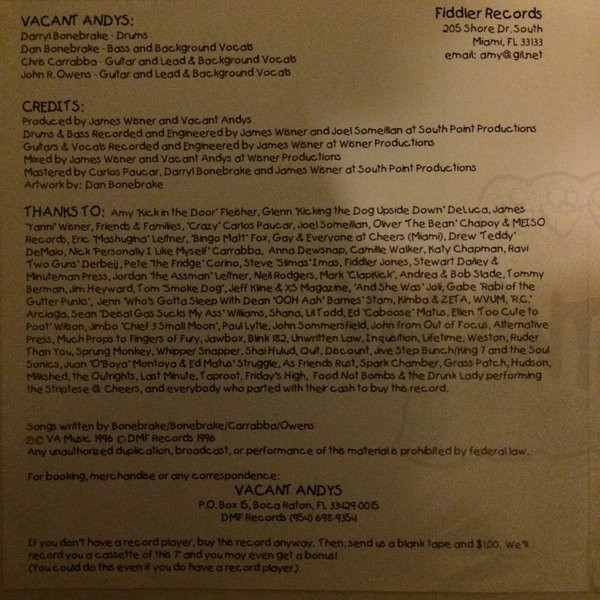 VACANT ANDYS:
Darryl Bonebrake - Drums
Dan Bonebrake - Bass and Background Vocals
Chris Carrabba - Guitar and Lead & Background Vocals
John R. Owens - Guitar and Lead & Background Vocals
Fiddler Records
205 Shore Dr. South
Miami, FL 33133
email: amy@gil.net
CREDITS:
Produced by James Wisner and Vacant Andys
Drums & Bass Recorded and Engineered by James Wisner and Joel Someillan at South Point Productions
Guitars & Vocals Recorded and Engineered by James Wisner at Wisner Productions
Mixed by James Wisner and Vacant Andys at Wisner Productions
Mastered by Carlos Paucar, Darryl Bonebrake and James Wisner at South Point Productions
Artwork by: Dan Bonebrake
THANKS TO: Amy 'Kick in the Door' Fleisher, Glenn 'Kicking the Dog Upside Down' DeLuca, James
'Yanni' Wisner, Friends & Families, 'Crazy' Carlos Paucar, Joel Someillan, Oliver 'The Bean' Chapoy & MEISO
Records, Eric 'Mashugina' Leitner, 'Bingo Matt' Fox, Gay & Everyone at Cheers (Miami), Drew 'Teddy'
DeMaio, Nick 'Personally I Like Myself' Carrabba, Anna Dewsnap, Camille Walker, Katy Chapman, Ravi
'Two Guns' Derbeij, Pete 'the Fridge' Corino, Steve 'Slimas' Imas, Fiddler Jones, Stewart Dailey &
Minuteman Press, Jordan 'the Assman' Leitner, Neil Rodgers, Mark 'ClapKick', Andrea & Bob Slade, Tommy
Berman, Jim Heyward, Tom 'Smoke Dog', Jeff Kline & XS Magazine, 'And She Was' Joli, Gabe 'Rabi of the
Gutter Punks', Jenn 'Who's Gotta Sleep With Dean 'OOH Aah' Barnes' Stam, Kimba & ZETA, WVUM, 'R.C.'
Arciaga, Sean 'Decal Gas Sucks My Ass' Williams, Shana, Lil Todd, Ed 'Caboose' Matus, Ellen 'Too Cute to
Poot' Wilson, Jimbo 'Chief 3 Small Moon', Paul Lytle, John Sommersfield, John from Out of Focus, Alternative
Press, Much Props to Fingers of Fury, Jawbox, Blink 182, Unwritten Law, Inquisition, Lifetime, Weston, Ruder
Than You, Sprung Monkey, Whipper Snapper, Shai Hulud, Quit, Discount, Jive Step Bunch/King 7 and the Soul
Sonics, Juan 'O'Boya' Montoya & Ed Matus' Struggle, As Friends Rust, Spark Chamber, Grass Patch, Hudson,
Milkshed, the Outrights, Last Minute, Taproot, Friday's High, Food Not Bombs & the Drunk Lady performing
the Striptese @ Cheers, and everybody who parted with their cash to buy this record.
Songs written by Bonebrake/Bonebrake/Carrabba/Owens
℗© VA Music 1996 © DMF Records 1996
Any unauthorized duplication, broadcast, or performance of this material is prohibited by federal law.
For booking, merchandise or any correspondence:
VACANT ANDYS
P.O. Box 15, Boca Raton, FL 33429-0015
DMF Records (954) 698-9354
If you don't have a record player, buy this record anyway. Then, send us a blank tape and $1.00. We'll
record you a cassette of this 7" and you may even get a bonus!
(You could do this even if you do have a record player.)